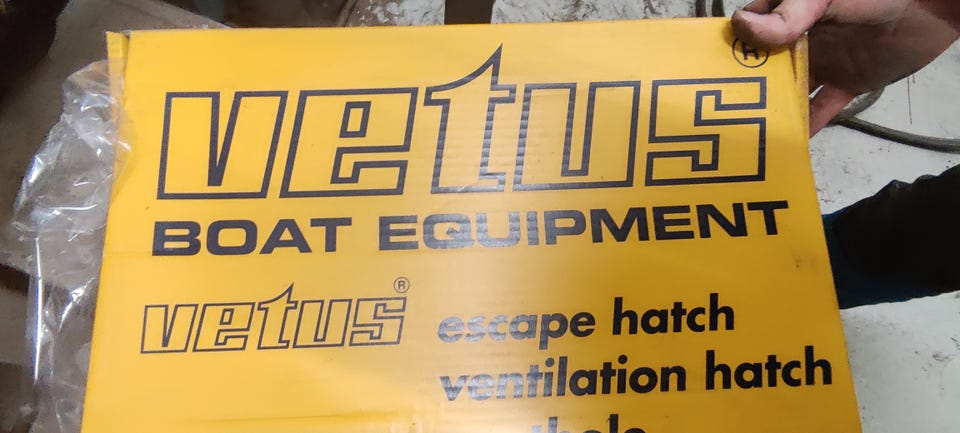 vetus ®
BOAT EQUIPMENT
vetus ®
escape hatch
ventilation hatch